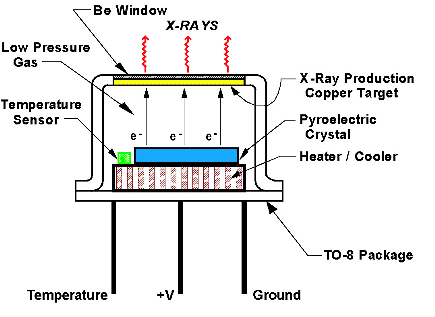 Be Window
X-RAYS
Low Pressure
Gas
X-Ray Production
Copper Target
Temperature
Sensor
Pyroelectric
Crystal
e- e- e-
Heater / Cooler
TO-8 Package
Temperature +V Ground